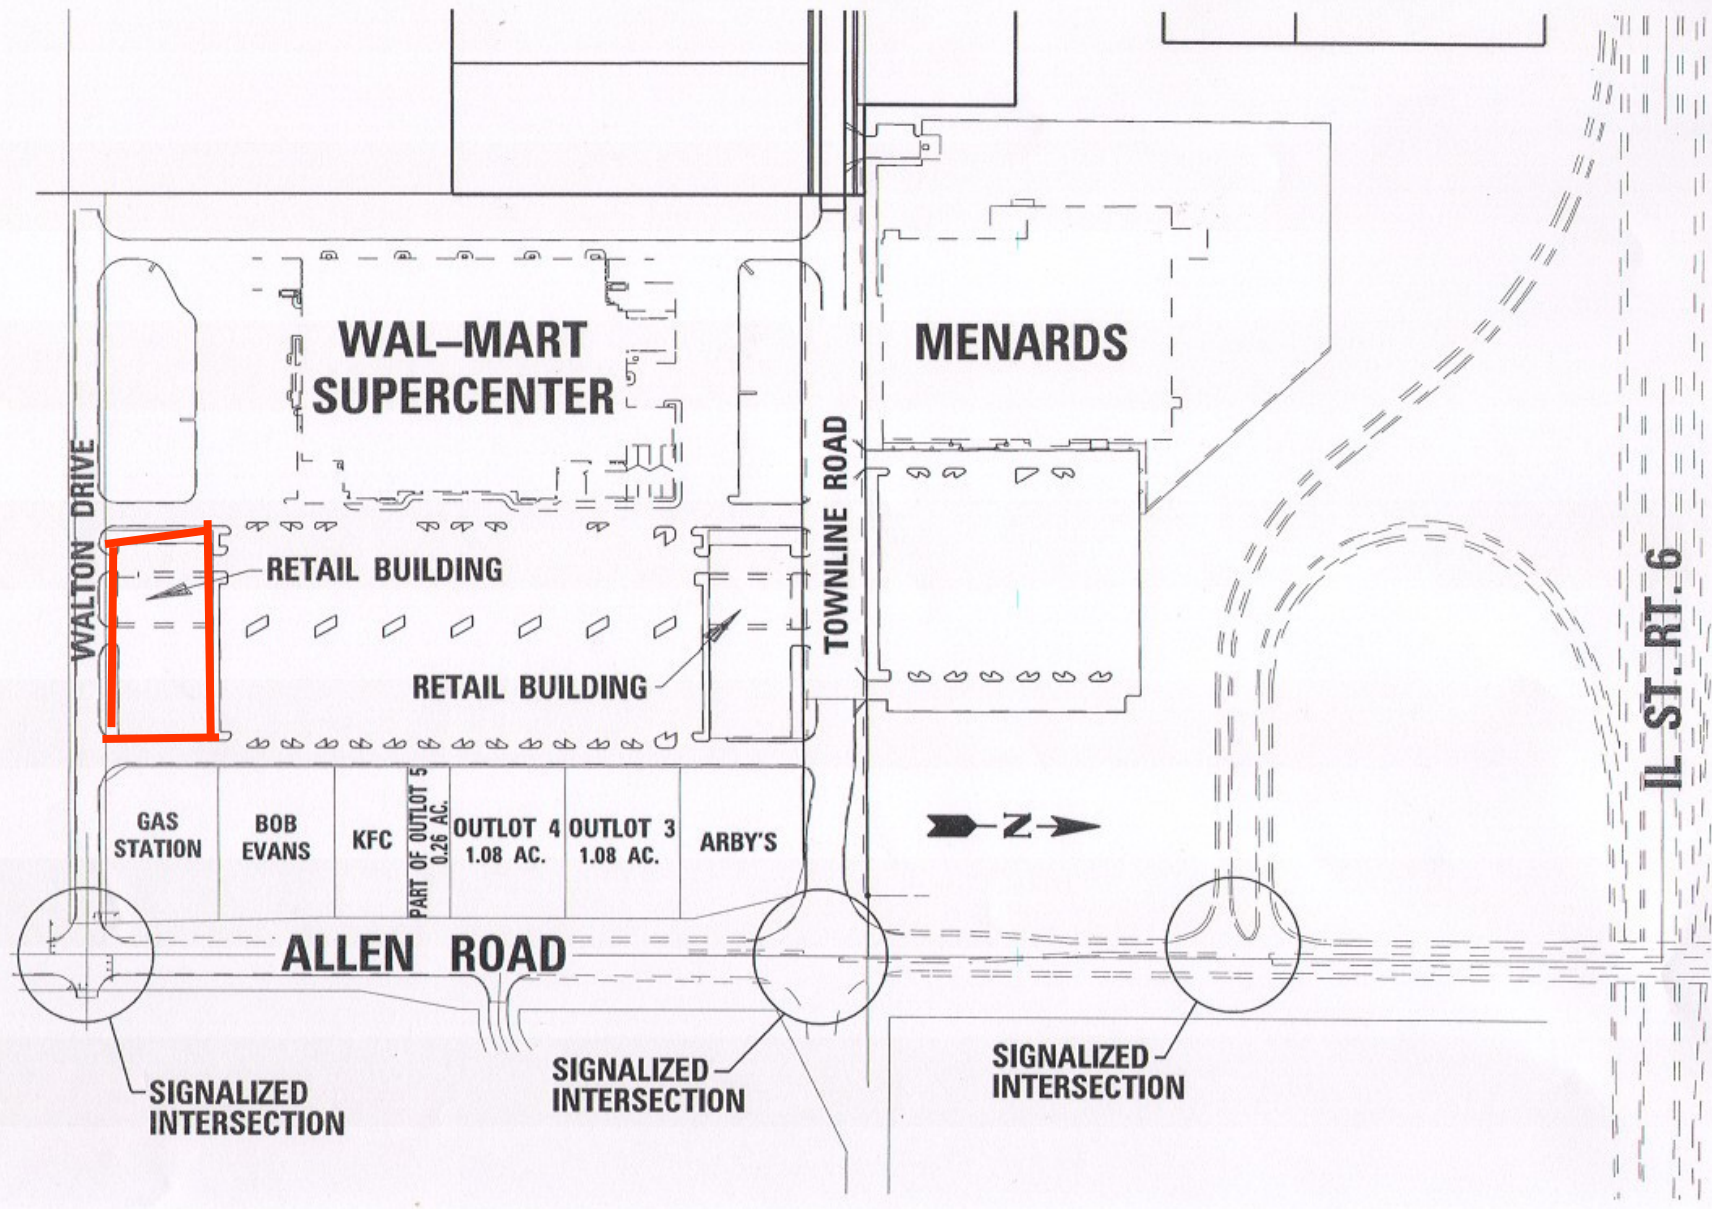 WAL–MART
SUPERCENTER
MENARDS
WALTON DRIVE
TOWNLINE ROAD
IL ST. RT. 6
RETAIL BUILDING
RETAIL BUILDING
GAS
STATION
BOB
EVANS
KFC
PART OF OUTLOT 5
0.26 AC.
OUTLOT 4
1.08 AC.
OUTLOT 3
1.08 AC.
ARBY'S
N
ALLEN ROAD
SIGNALIZED
INTERSECTION
SIGNALIZED
INTERSECTION
SIGNALIZED
INTERSECTION